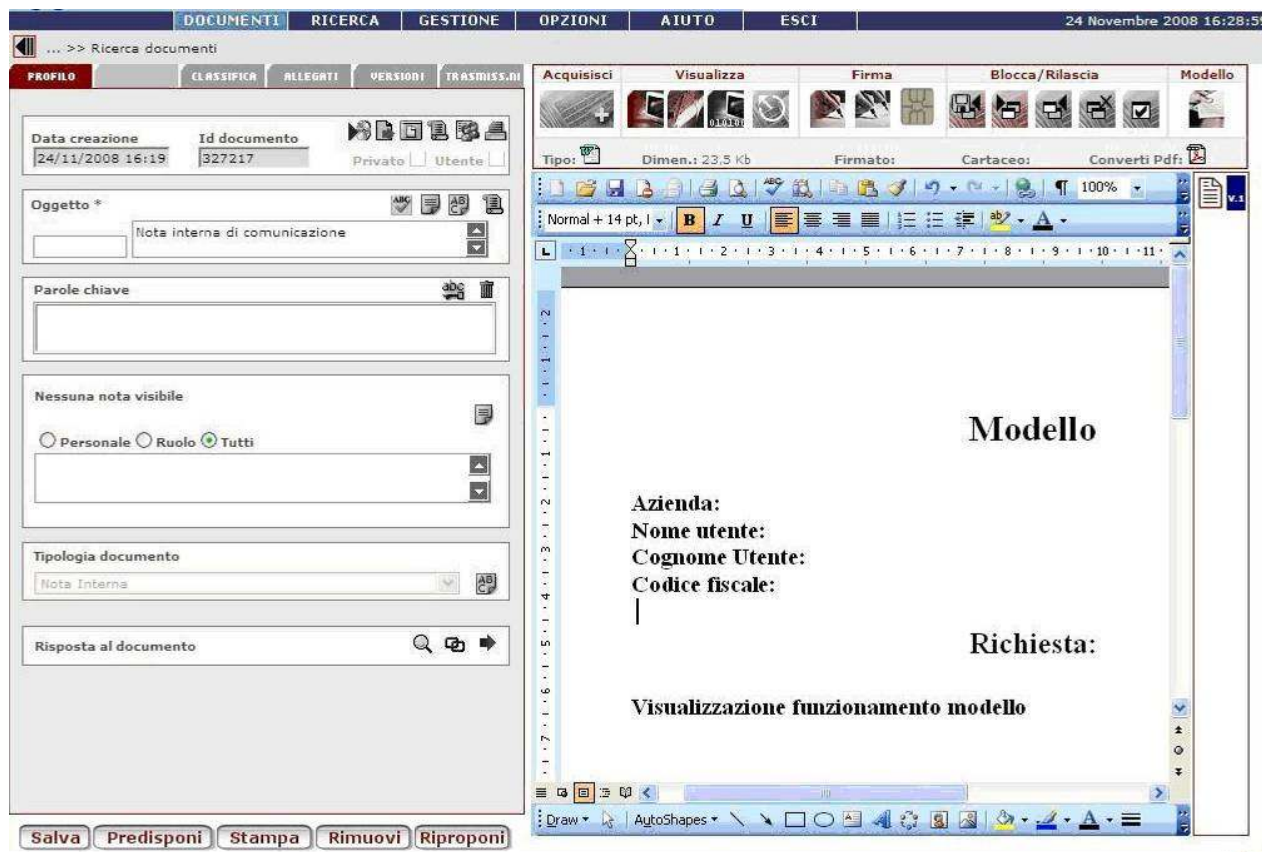 DOCUMENTI RICERCA GESTIONE OPZIONI AIUTO ESCI 24 Novembre 2008 16:28:59
... >> Ricerca documenti
PROFILO CLASSIFICA ALLEGATI VERSIONI TRASMISS.NI
Data creazione Id documento
24/11/2008 16:19 327217 Privato Utente
Oggetto *
Nota interna di comunicazione
Parole chiave
Nessuna nota visibile
Personale Ruolo Tutti
Tipologia documento
Nota Interna
Risposta al documento
Salva Predisponi Stampa Rimuovi Riproponi
Acquisisci Visualizza Firma Blocca/Rilascia Modello
Tipo: Dimen.: 23,5 Kb Firmato: Cartaceo: Converti Pdf:
100%
V.1
Normal + 14 pt, I B I U
Modello
Azienda:
Nome utente:
Cognome Utente:
Codice fiscale:
Richiesta:
Visualizzazione funzionamento modello
Draw AutoShapes